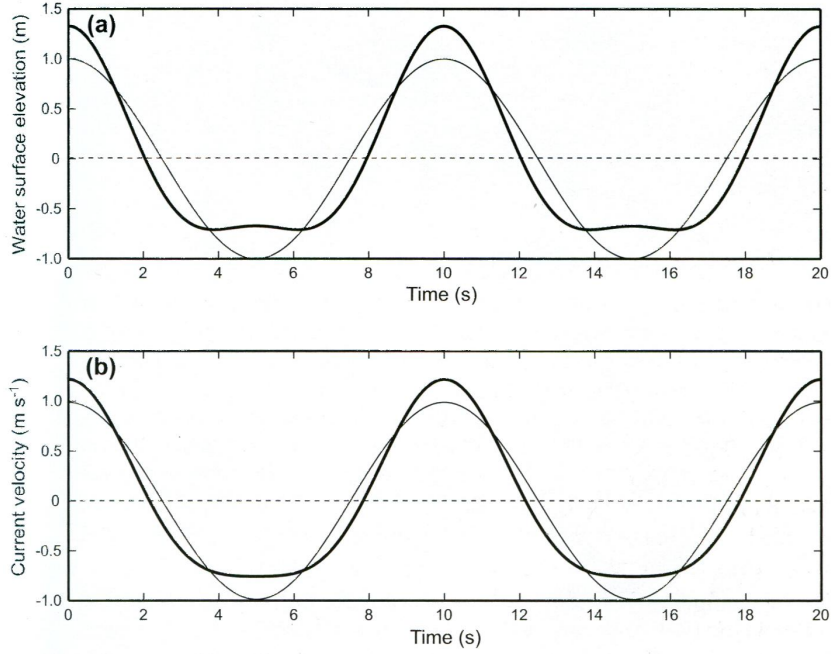 (a)
Water surface elevation (m)
1.5
1.0
0.5
0
-0.5
-1.0
0 2 4 6 8 10 12 14 16 18 20
Time (s)
(b)
Current velocity (m s-1)
1.5
1.0
0.5
0
-0.5
-1.0
0 2 4 6 8 10 12 14 16 18 20
Time (s)